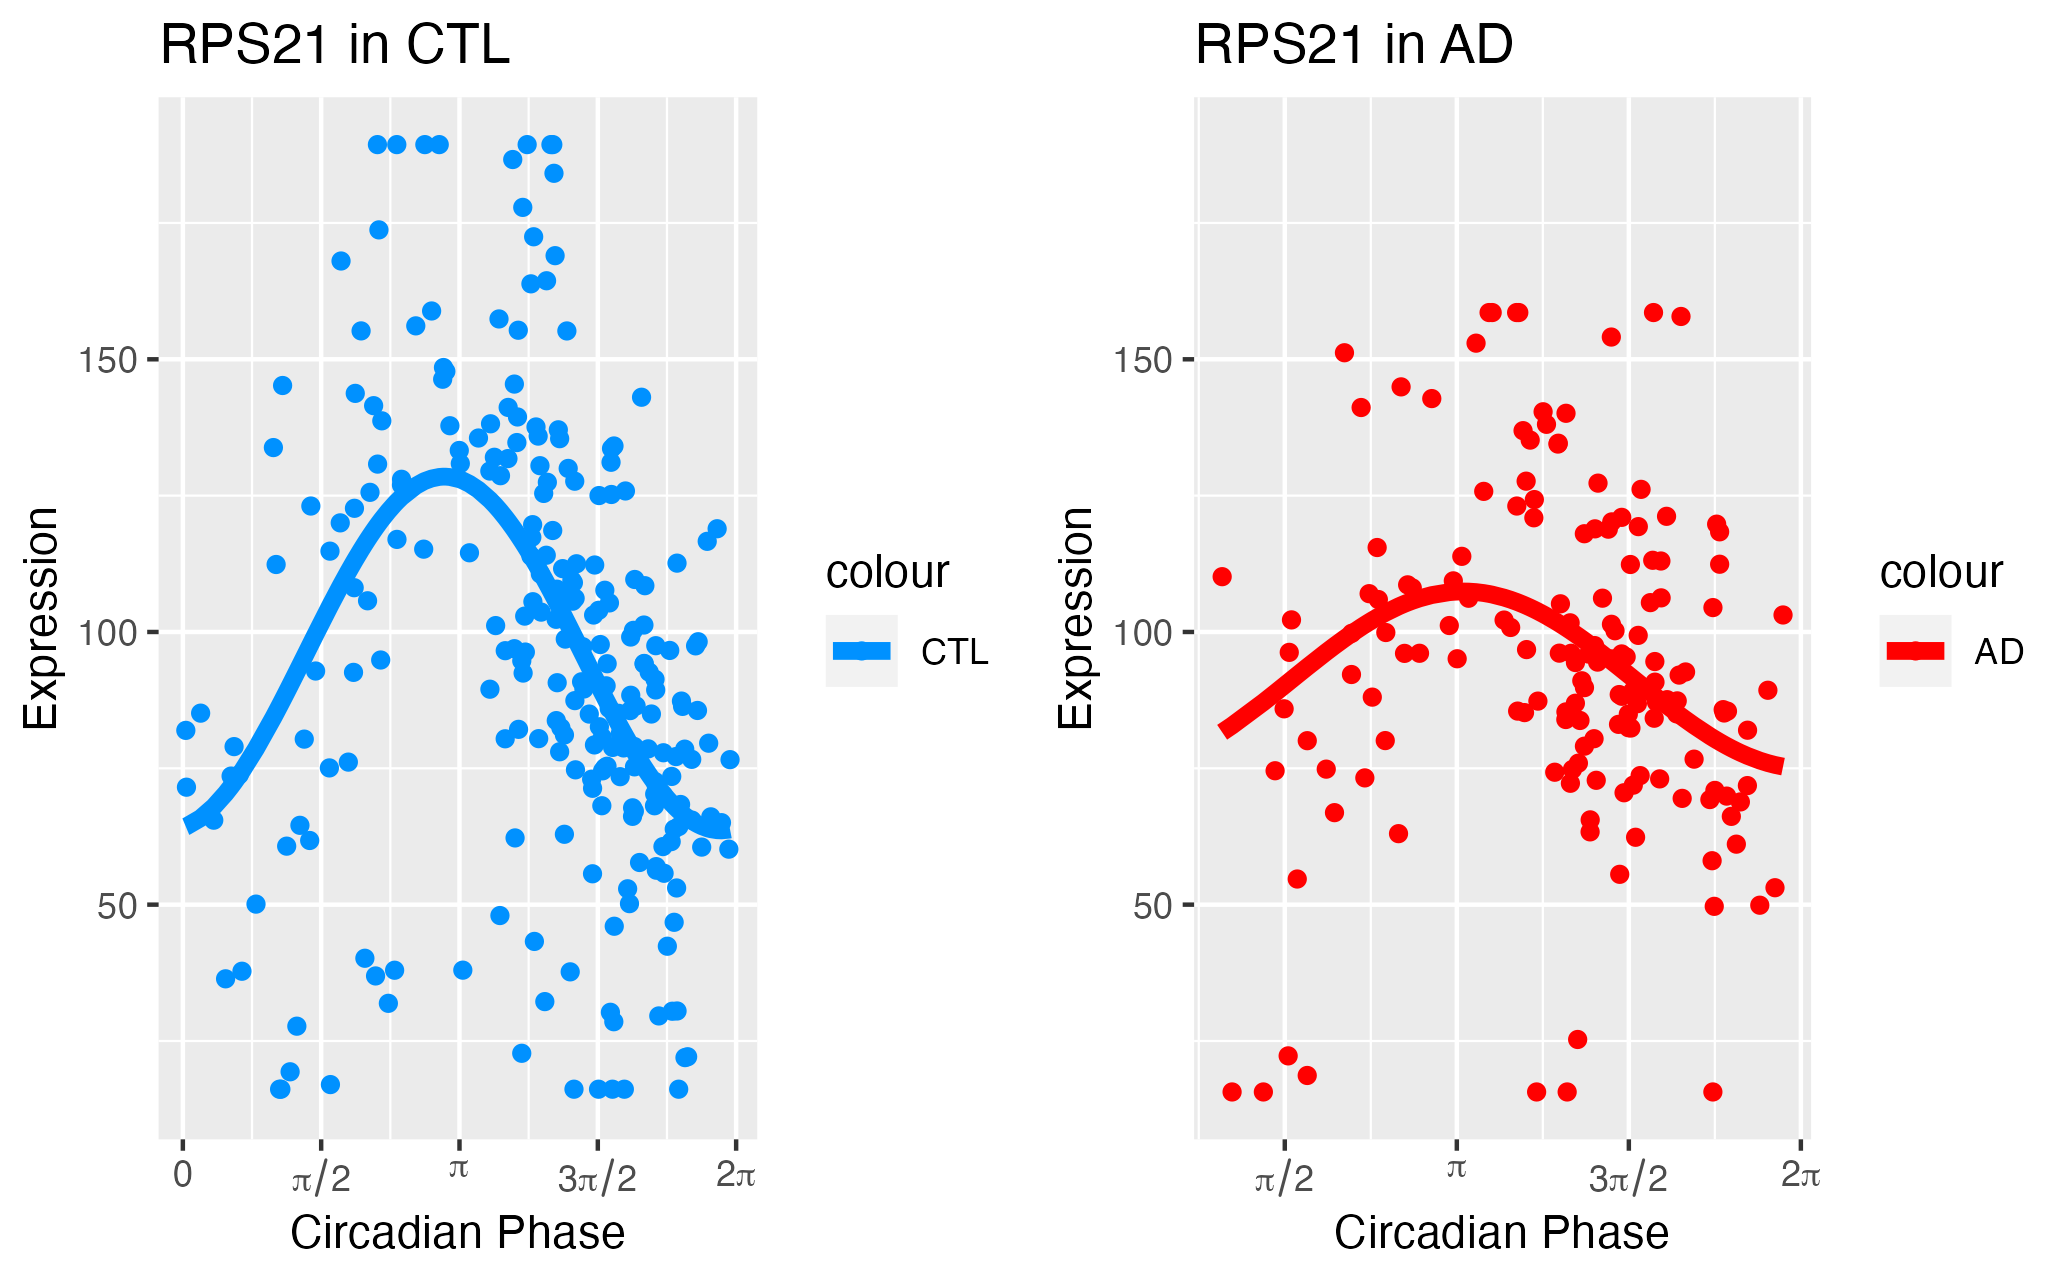 RPS21 in CTL
Expression
150
100
50
0
π/2
π
3π/2
2π
Circadian Phase
colour
CTL
RPS21 in AD
Expression
150
100
50
π/2
π
3π/2
2π
Circadian Phase
colour
AD